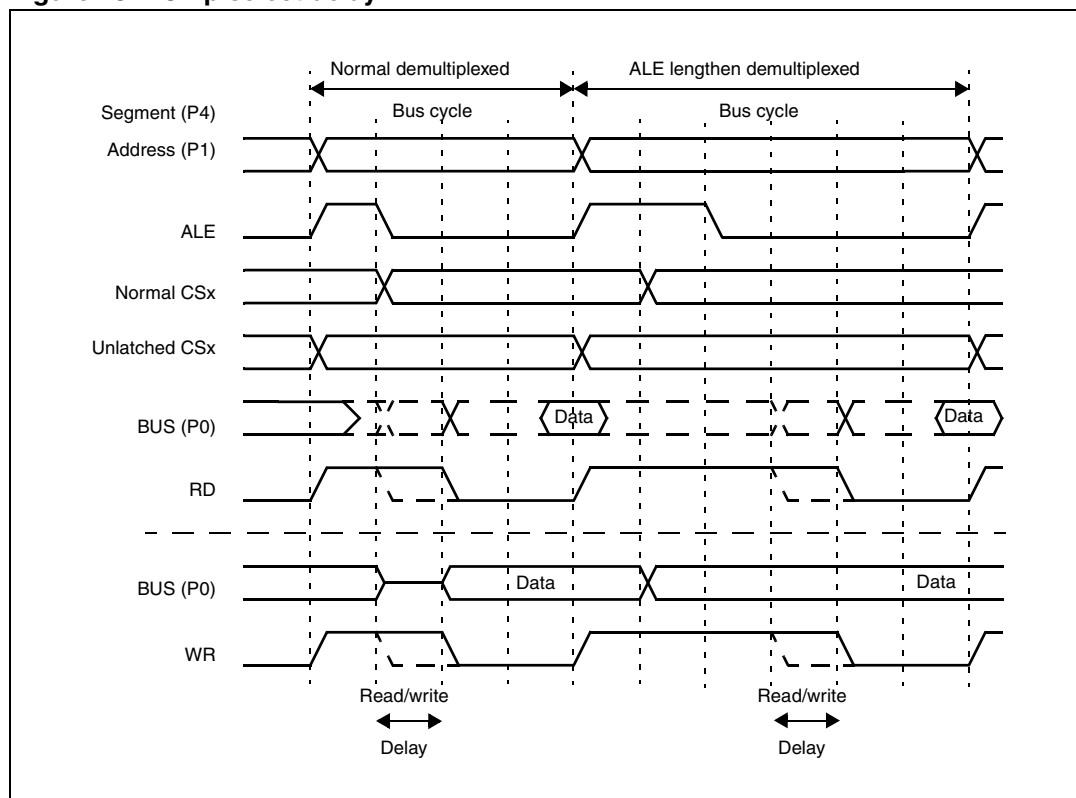 Normal demultiplexed
ALE lengthen demultiplexed
Segment (P4)
Bus cycle
Bus cycle
Address (P1)
ALE
Normal CSx
Unlatched CSx
BUS (P0)
Data
Data
RD
BUS (P0)
Data
Data
WR
Read/write
Read/write
Delay
Delay